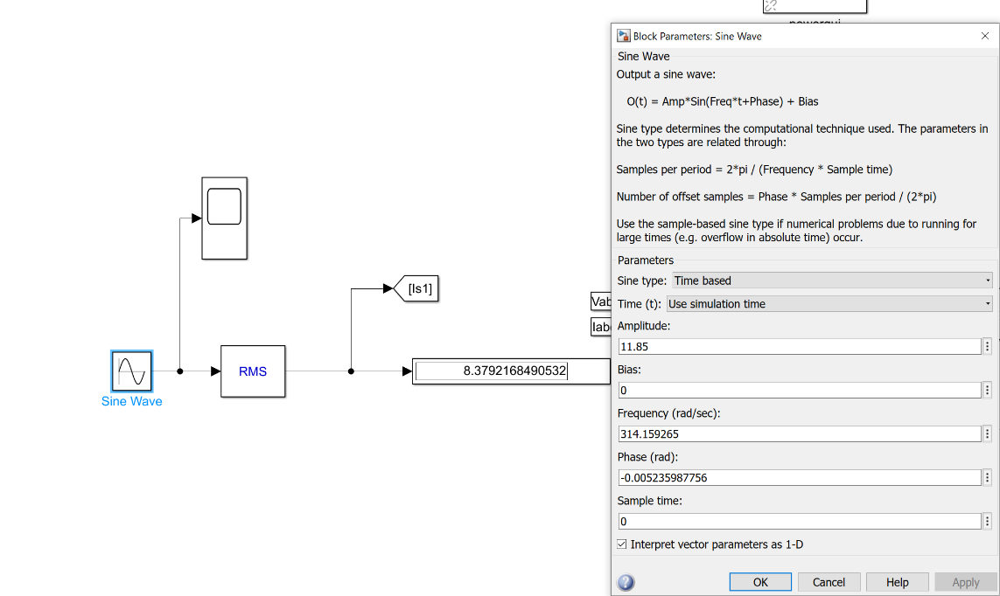 powergui
Block Parameters: Sine Wave
Sine Wave
Output a sine wave:
O(t) = Amp*Sin(Freq*t+Phase) + Bias
Sine type determines the computational technique used. The parameters in
the two types are related through:
Samples per period = 2*pi / (Frequency * Sample time)
Number of offset samples = Phase * Samples per period / (2*pi)
Use the sample-based sine type if numerical problems due to running for
large times (e.g. overflow in absolute time) occur.
Parameters
Sine type: Time based
Time (t): Use simulation time
Amplitude:
11.85
Bias:
0
Frequency (rad/sec):
314.159265
Phase (rad):
-0.005235987756
Sample time:
0
Interpret vector parameters as 1-D
OK Cancel Help Apply
[Is1]
Vab
Iab
RMS
8.3792168490532
Sine Wave